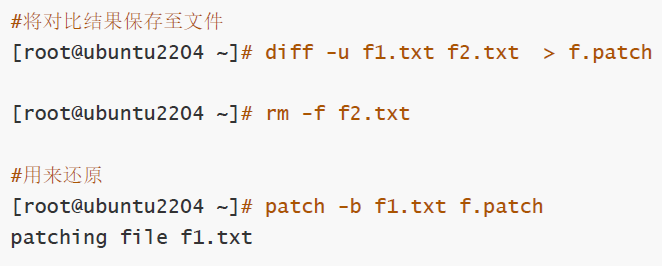 #将对比结果保存至文件
[root@ubuntu2204 ~]# diff -u f1.txt f2.txt  > f.patch
[root@ubuntu2204 ~]# rm -f f2.txt
#用来还原
[root@ubuntu2204 ~]# patch -b f1.txt f.patch
patching file f1.txt